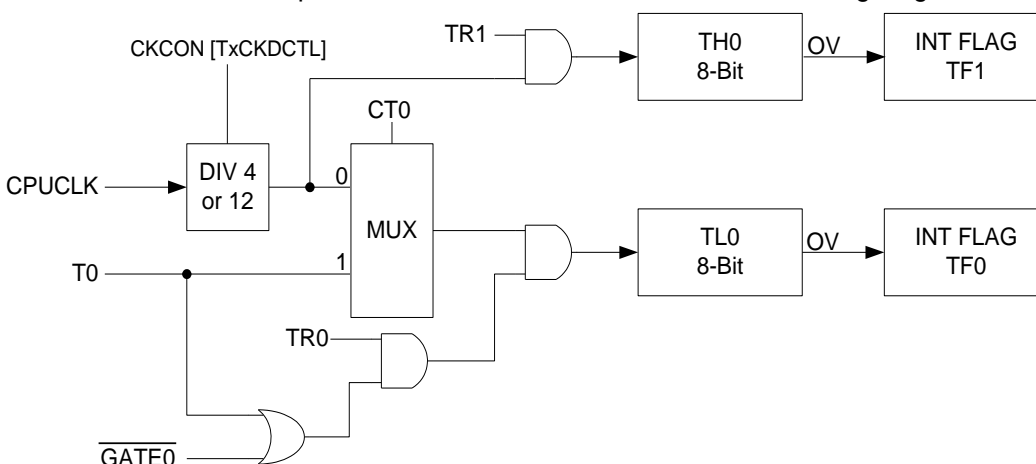 TR1
TH0
8-Bit
OV
INT FLAG
TF1
CKCON [TxCKDCTL]
CT0
CPUCLK
DIV 4
or 12
0
MUX
TL0
8-Bit
OV
INT FLAG
TF0
T0
1
TR0
GATE0